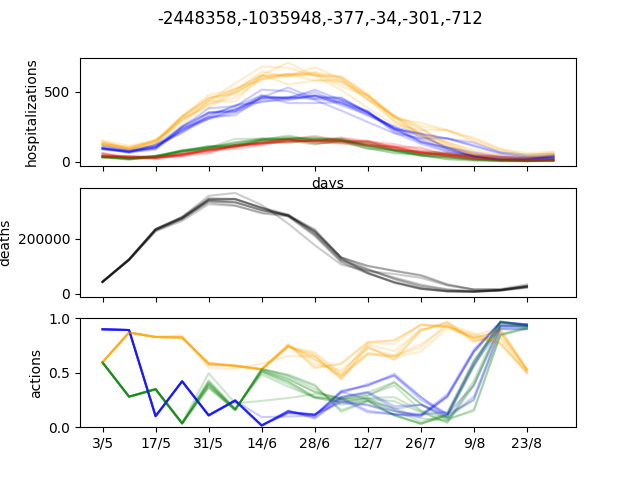 -2448358,-1035948,-377,-34,-301,-712
hospitalizations
500
0
days
deaths
200000
0
actions
1.0
0.5
0.0
3/5 17/5 31/5 14/6 28/6 12/7 26/7 9/8 23/8